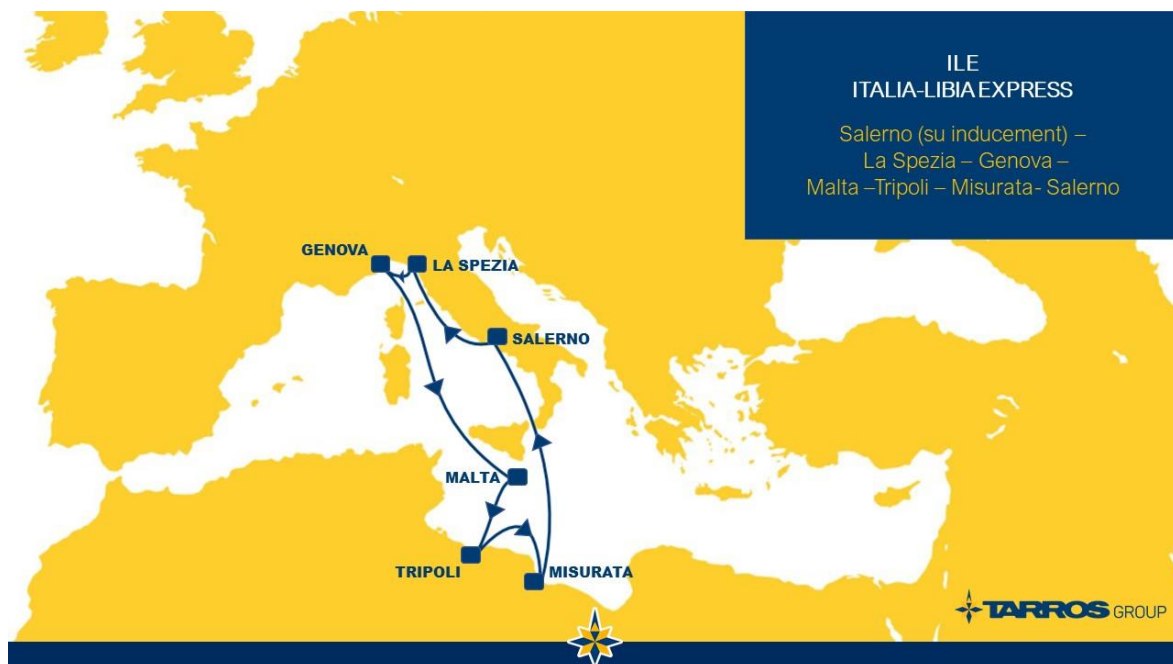 ILE
ITALIA-LIBIA EXPRESS
Salerno (su inducement) –
La Spezia – Genova –
Malta –Tripoli – Misurata- Salerno
GENOVA
LA SPEZIA
SALERNO
MALTA
TRIPOLI
MISURATA
TARROS GROUP